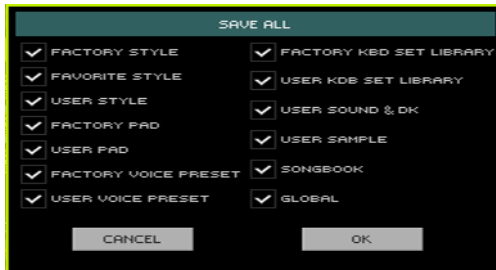 SAVE ALL
FACTORY STYLE
FAVORITE STYLE
USER STYLE
FACTORY PAD
USER PAD
FACTORY VOICE PRESET
USER VOICE PRESET
FACTORY KBD SET LIBRARY
USER KDB SET LIBRARY
USER SOUND & DK
USER SAMPLE
SONGBOOK
GLOBAL
CANCEL
OK